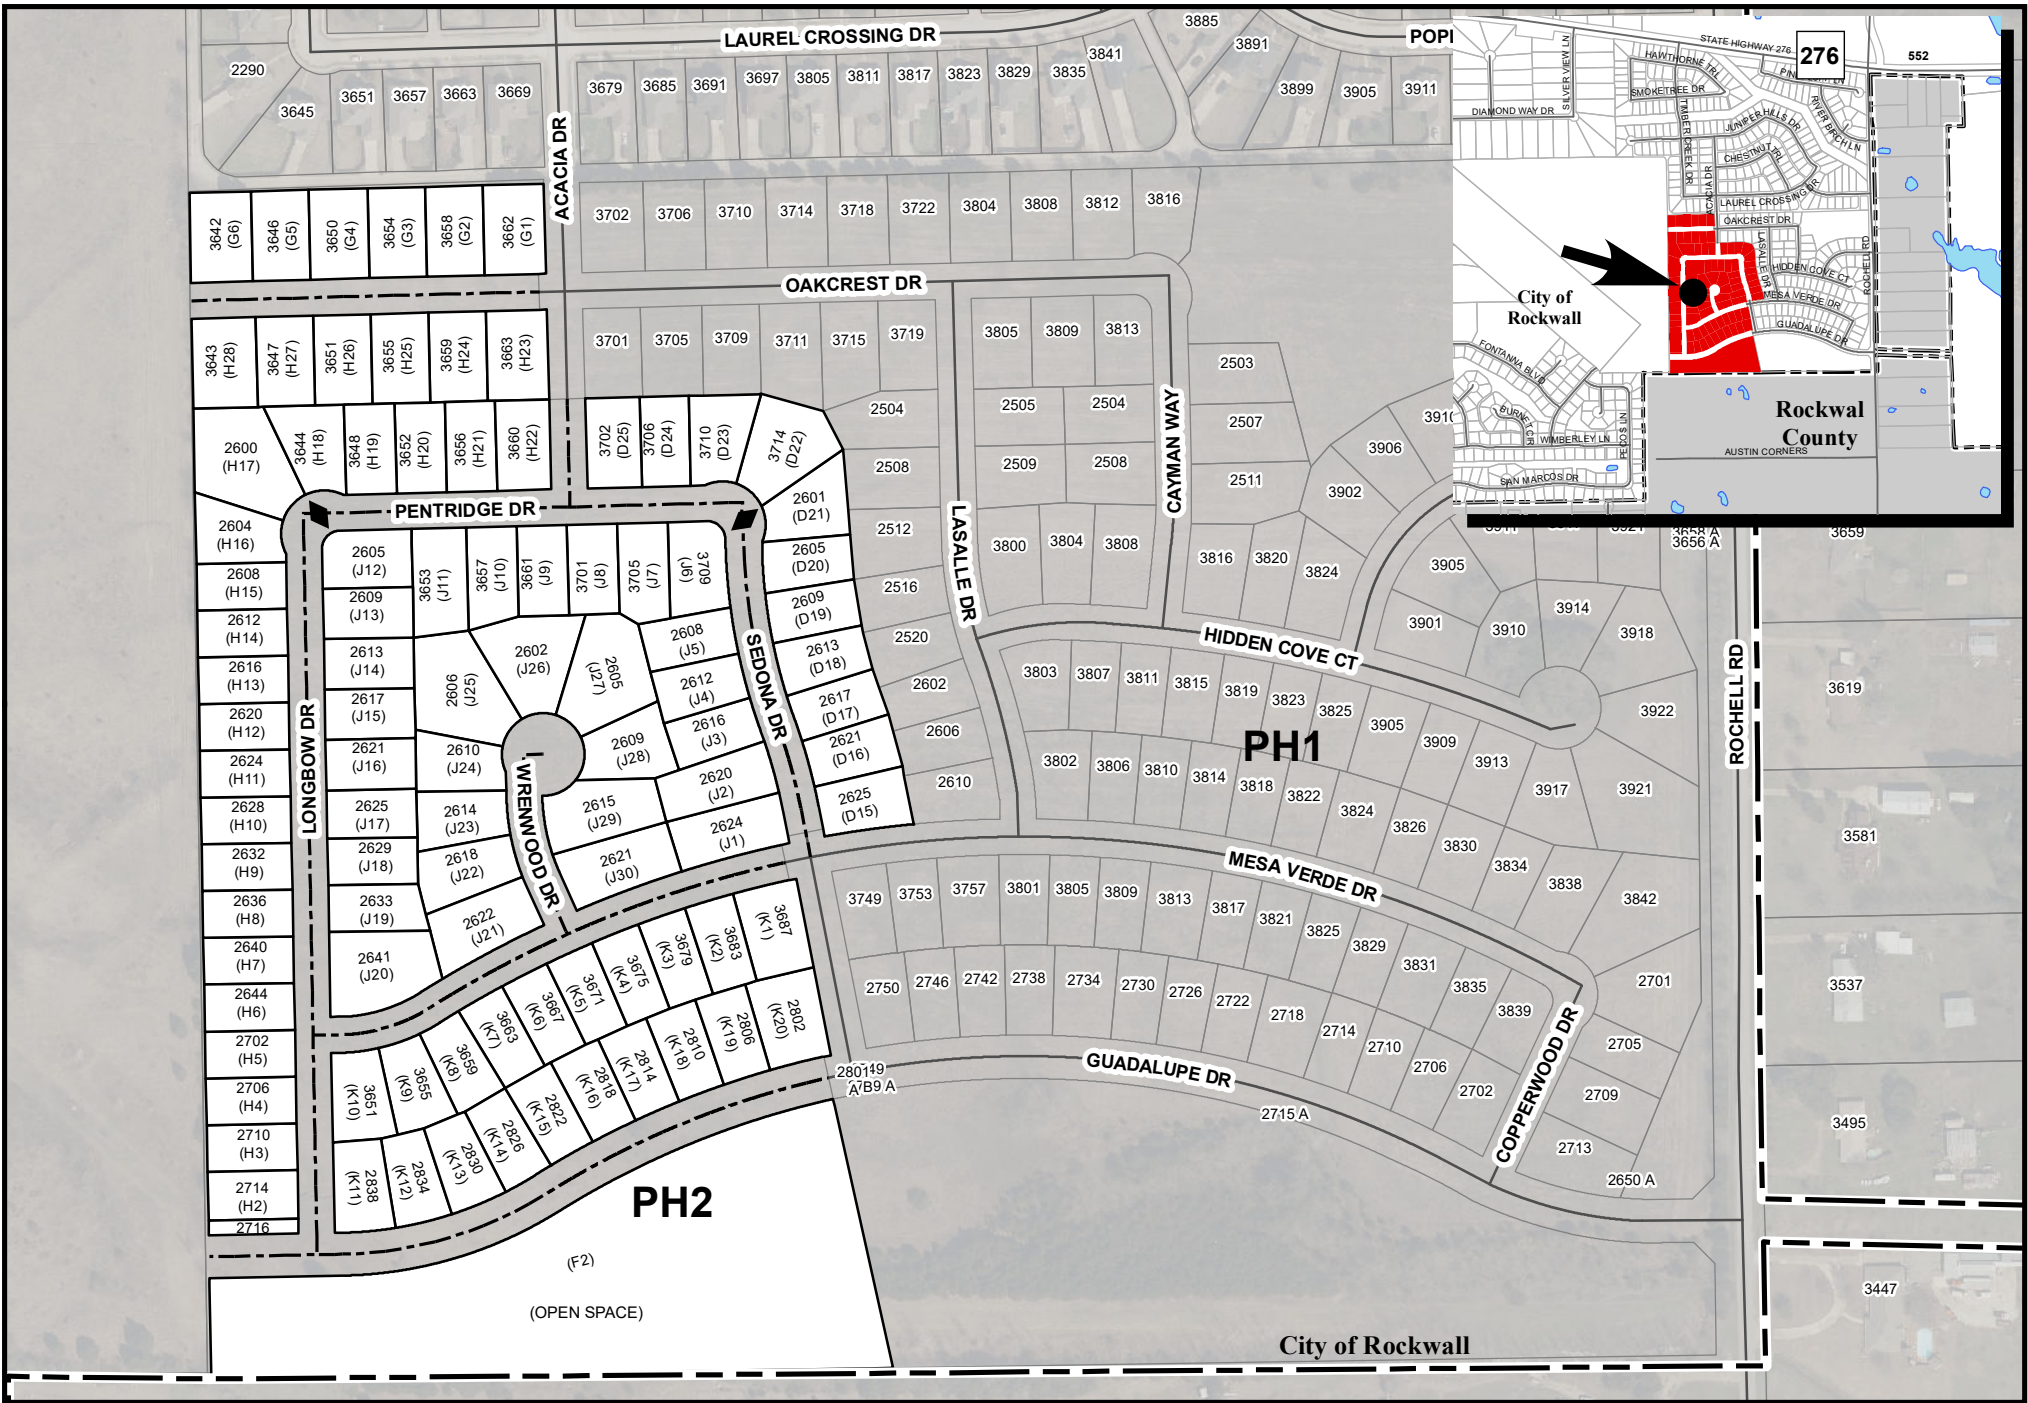 LAUREL CROSSING DR
3885
3891
3841
POPI
2290
3645
3651
3657
3663
3669
3679
3685
3691
3697
3805
3811
3817
3823
3829
3835
3899
3905
3911
ACACIA DR
3642
(G6)
3646
(G5)
3650
(G4)
3654
(G3)
3658
(G2)
3662
(G1)
3702
3706
3710
3714
3718
3722
3804
3808
3812
3816
OAKCREST DR
3643
(H28)
3647
(H27)
3651
(H26)
3655
(H25)
3659
(H24)
3663
(H23)
3701
3705
3709
3711
3715
3719
3805
3809
3813
2503
2600
(H17)
3644
(H18)
3648
(H19)
3652
(H20)
3656
(H21)
3660
(H22)
3702
(D25)
3706
(D24)
3710
(D23)
3714
(D22)
2504
2508
2512
2516
2520
2602
2606
2610
2505
2504
2509
2508
CAYMAN WAY
2507
2511
3910
3906
3902
2604
(H16)
PENTRIDGE DR
2601
(D21)
2605
(D20)
2609
(D19)
2613
(D18)
2617
(D17)
2621
(D16)
2625
(D15)
LASALLE DR
3800
3804
3808
3816
3820
3824
3905
3901
3910
3914
3918
3922
3921
3917
2608
(H15)
2612
(H14)
2616
(H13)
2620
(H12)
2624
(H11)
2628
(H10)
2632
(H9)
2636
(H8)
2640
(H7)
2644
(H6)
2702
(H5)
2706
(H4)
2710
(H3)
2714
(H2)
2716
LONGBOW DR
2605
(J12)
2609
(J13)
2613
(J14)
2617
(J15)
2621
(J16)
2625
(J17)
2629
(J18)
2633
(J19)
2641
(J20)
3653
(J11)
3657
(J10)
3661
(J9)
3701
(J8)
3705
(J7)
3709
(J6)
2608
(J5)
2612
(J4)
2616
(J3)
2620
(J2)
2624
(J1)
2606
(J25)
2602
(J26)
2605
(J27)
2609
(J28)
2610
(J24)
2614
(J23)
2618
(J22)
2622
(J21)
2615
(J29)
2621
(J30)
WRENWOOD DR
SEDONA DR
HIDDEN COVE CT
3803
3807
3811
3815
3819
3823
3825
3905
3909
3913
PH1
3802
3806
3810
3814
3818
3822
3824
3826
3830
3834
3838
3842
MESA VERDE DR
3749
3753
3757
3801
3805
3809
3813
3817
3821
3825
3829
3831
3835
3839
2750
2746
2742
2738
2734
2730
2726
2722
2718
2714
2710
2706
2702
2701
2705
2709
2713
2650 A
COPPERWOOD DR
GUADALUPE DR
2715 A
3687
(K1)
3683
(K2)
3679
(K3)
3675
(K4)
3671
(K5)
3667
(K6)
3663
(K7)
3659
(K8)
3655
(K9)
3651
(K10)
2838
(K11)
2834
(K12)
2830
(K13)
2826
(K14)
2822
(K15)
2818
(K16)
2814
(K17)
2810
(K18)
2806
(K19)
2802
(K20)
PH2
(F2)
(OPEN SPACE)
City of Rockwall
ROCHELL RD
3656 A
3659
3619
3581
3537
3495
3447
STATE HIGHWAY 276
276
552
HAWTHORNE TRL
SMOKETREE DR
SILVER VIEW LN
DIAMOND WAY DR
TIMBER CREEK DR
JUNIPER HILLS DR
RIVER BIRCH LN
CHESTNUT TRL
ACACIA DR
LAUREL CROSSING DR
OAKCREST DR
LASALLE DR
HIDDEN COVE CT
MESA VERDE DR
GUADALUPE DR
ROCHELL RD
City of
Rockwall
FONTANNA BLVD
BURNET CIR
WIMBERLEY LN
PECOS LN
SAN MARCOS DR
Rockwal
County
AUSTIN CORNERS